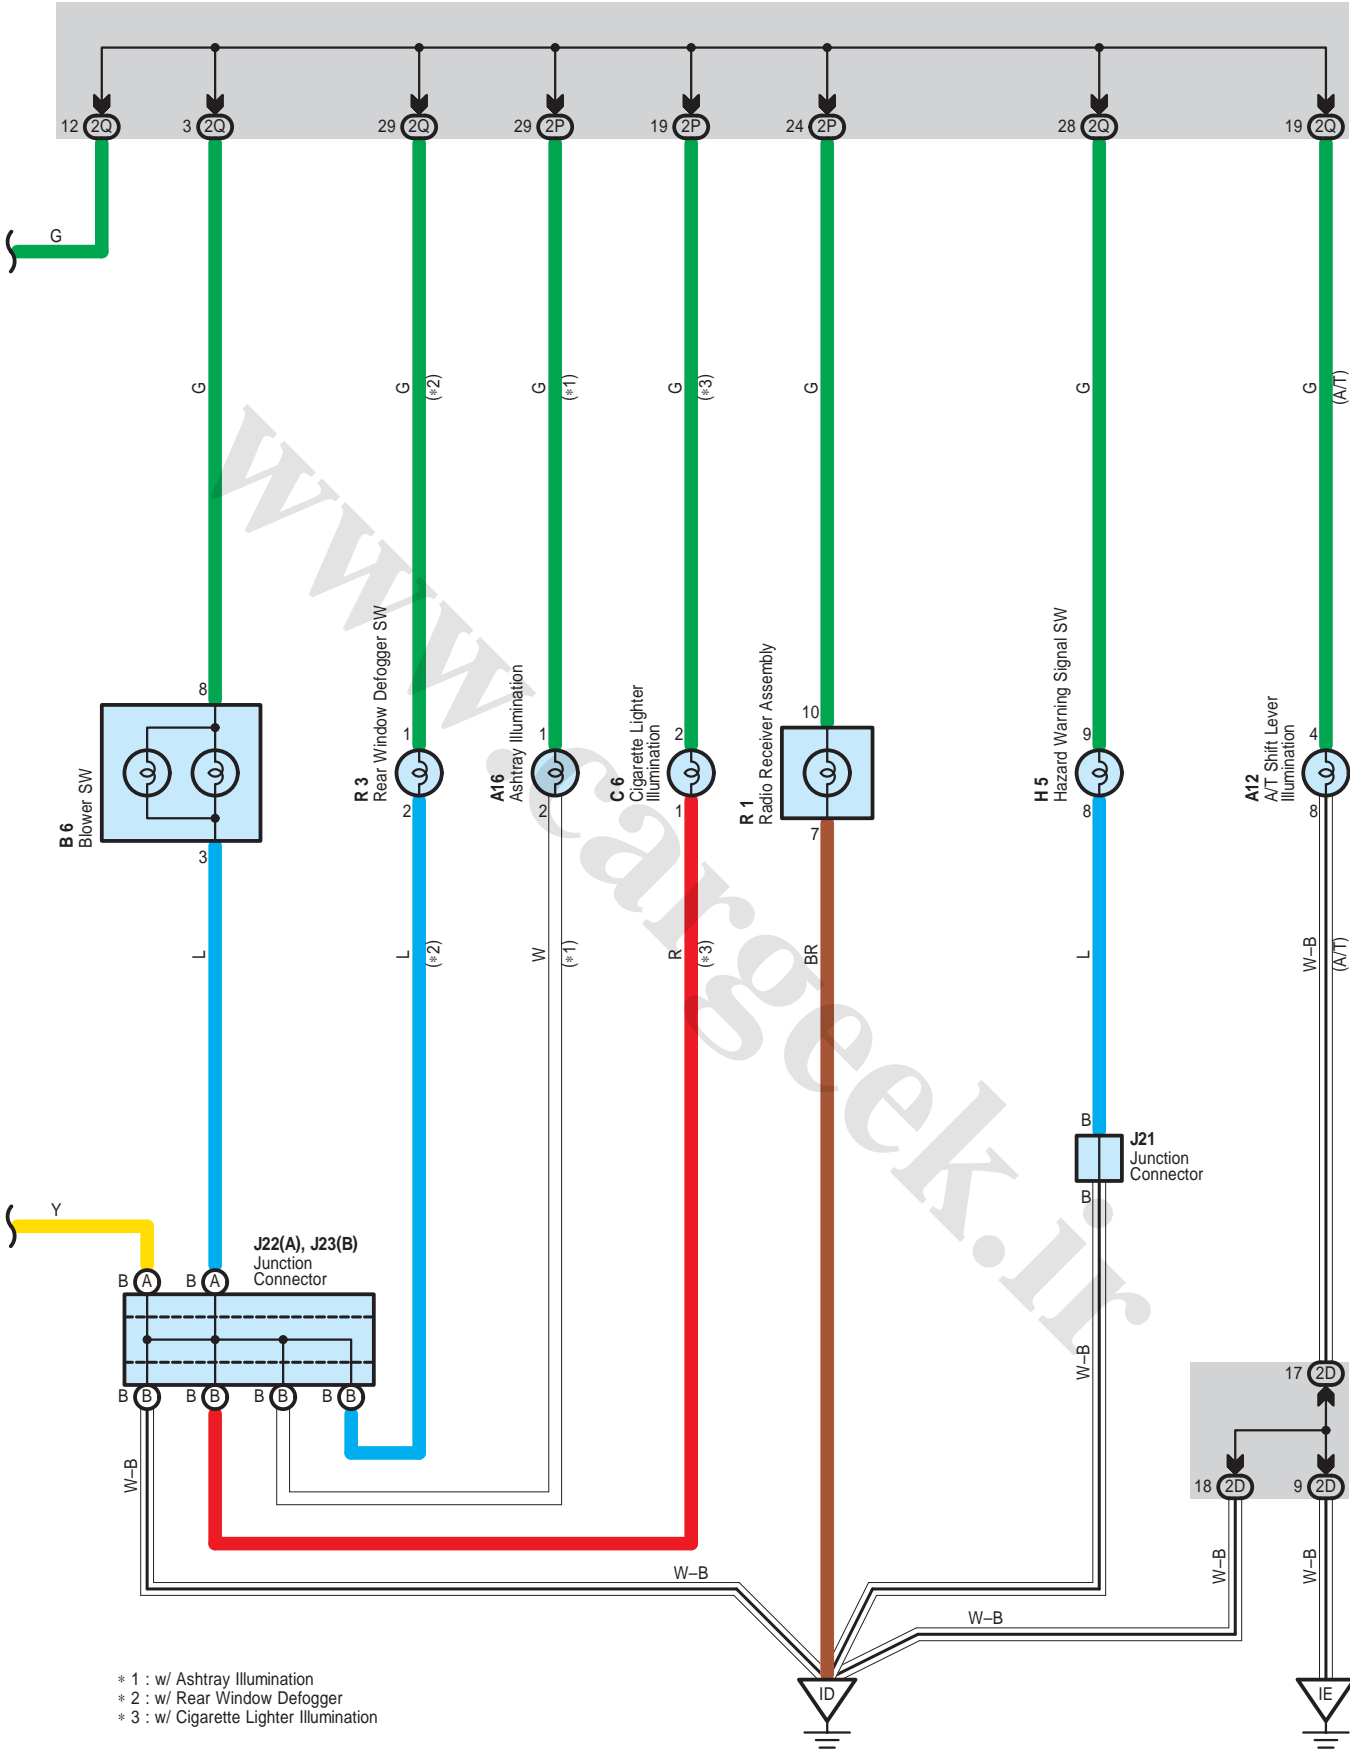 12 2Q 3 2Q 29 2Q 29 2P 19 2P 24 2P 28 2Q 19 2Q
G
G G (*2) G (*1) G (*3) G G G (A/T)
www.cargeek.ir
8
B 6
Blower SW
3
R 3
Rear Window Defogger SW
1
2
A16
Ashtray Illumination
1
2
C 6
Cigarette Lighter
Illumination
2
1
R 1
Radio Receiver Assembly
10
7
H 5
Hazard Warning Signal SW
9
8
A12
A/T Shift Lever
Illumination
4
8
L L (*2) W (*1) R (*3) BR L W–B (A/T)
B
J21
Junction
Connector
B
Y
J22(A), J23(B)
Junction
Connector
B A B A
B B B B B B B B
W–B
W–B
17 2D
18 2D 9 2D
W–B
W–B
W–B
W–B
* 1 : w/ Ashtray Illumination
* 2 : w/ Rear Window Defogger
* 3 : w/ Cigarette Lighter Illumination
ID
IE